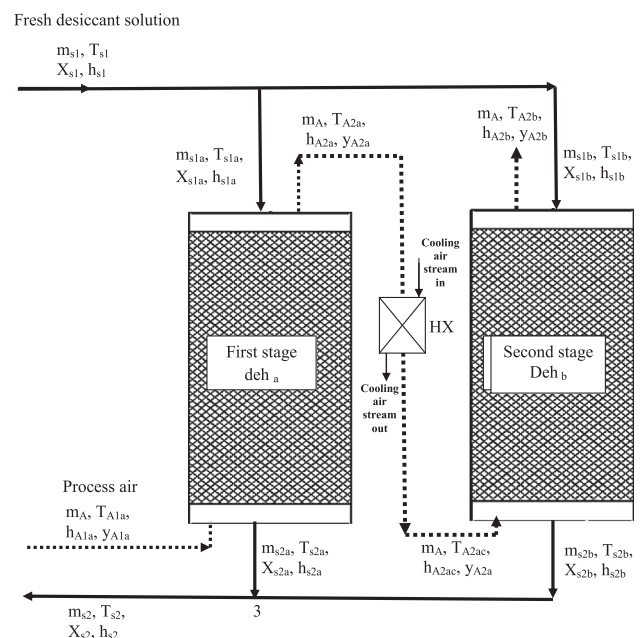 Fresh desiccant solution
m_s1, T_s1
X_s1, h_s1
m_A, T_A2a,
h_A2a, y_A2a
m_A, T_A2b,
h_A2b, y_A2b
m_s1a, T_s1a,
X_s1a, h_s1a
m_s1b, T_s1b,
X_s1b, h_s1b
Cooling
air
stream
in
HX
First stage
deh a
Second stage
Deh b
Cooling
air
stream
out
Process air
m_A, T_A1a,
h_A1a, y_A1a
m_s2a, T_s2a,
X_s2a, h_s2a
m_A, T_A2ac,
h_A2ac, y_A2a
m_s2b, T_s2b,
X_s2b, h_s2b
m_s2, T_s2,
X_s2, h_s2
3